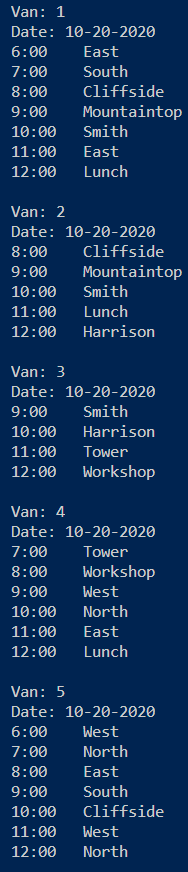 Van: 1
Date: 10-20-2020
6:00 East
7:00 South
8:00 Cliffside
9:00 Mountaintop
10:00 Smith
11:00 East
12:00 Lunch
Van: 2
Date: 10-20-2020
8:00 Cliffside
9:00 Mountaintop
10:00 Smith
11:00 Lunch
12:00 Harrison
Van: 3
Date: 10-20-2020
9:00 Smith
10:00 Harrison
11:00 Tower
12:00 Workshop
Van: 4
Date: 10-20-2020
7:00 Tower
8:00 Workshop
9:00 West
10:00 North
11:00 East
12:00 Lunch
Van: 5
Date: 10-20-2020
6:00 West
7:00 North
8:00 East
9:00 South
10:00 Cliffside
11:00 West
12:00 North